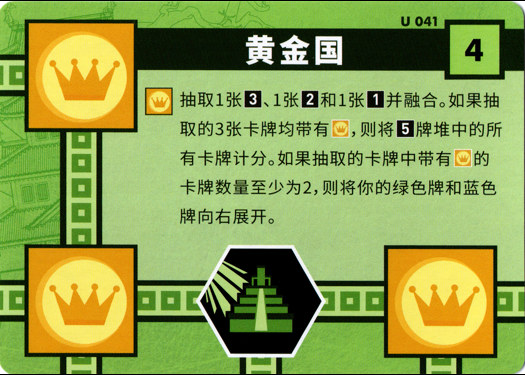 U 041
黄金国
4
抽取1张3、1张2和1张1并融合。如果抽
取的3张卡牌均带有,则将5牌堆中的所
有卡牌计分。如果抽取的卡牌中带有的
卡牌数量至少为2,则将你的绿色牌和蓝色
牌向右展开。